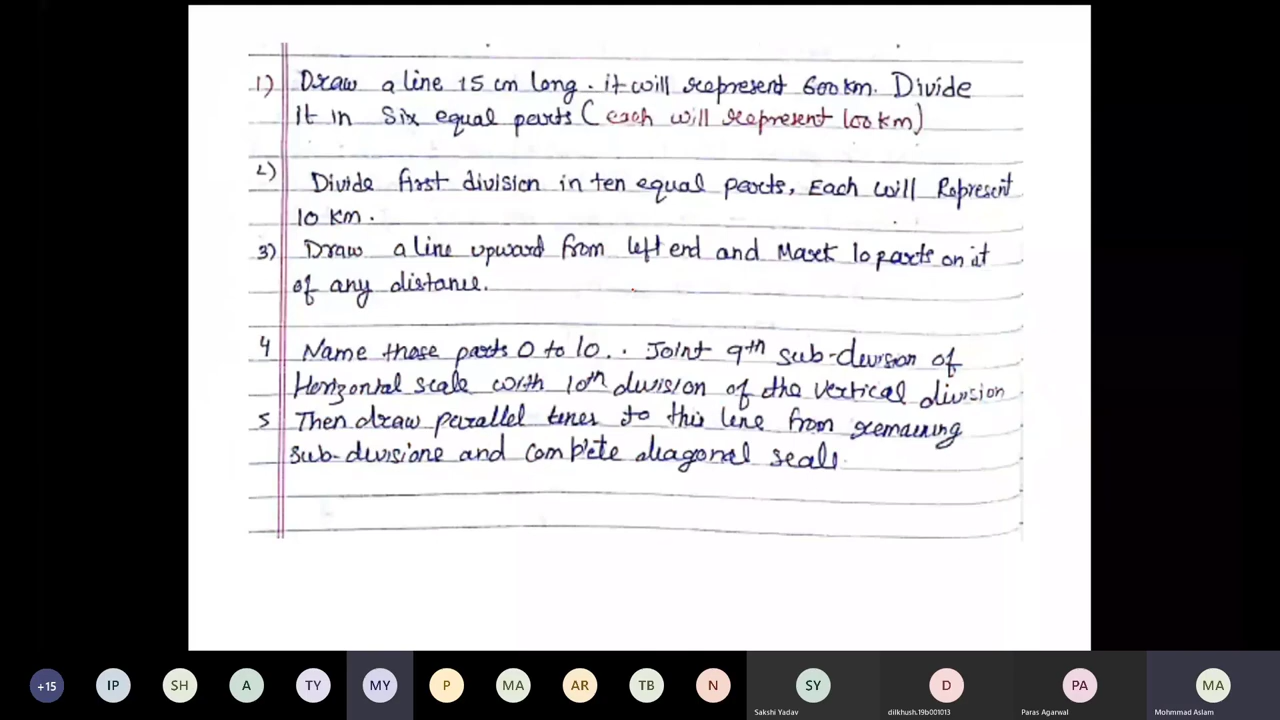 1) Draw a line 15 cm long. it will represent 600 km. Divide
it in Six equal parts (each will represent 100 km)
2) Divide first division in ten equal parts, Each will Represent
10 km.
3) Draw a line upward from left end and Mark 10 parts on it
of any distance.
4 Name those parts 0 to 10.. Joint 9th sub-division of
Horizontal scale with 10th division of the vertical division
5 Then draw parallel lines to this line from remaining
sub-divisions and complete diagonal scale.
+15 IP SH A TY MY P MA AR TB N SY D PA MA
Sakshi Yadav dilkhush.19b001013 Paras Agarwal Mohmmad Aslam